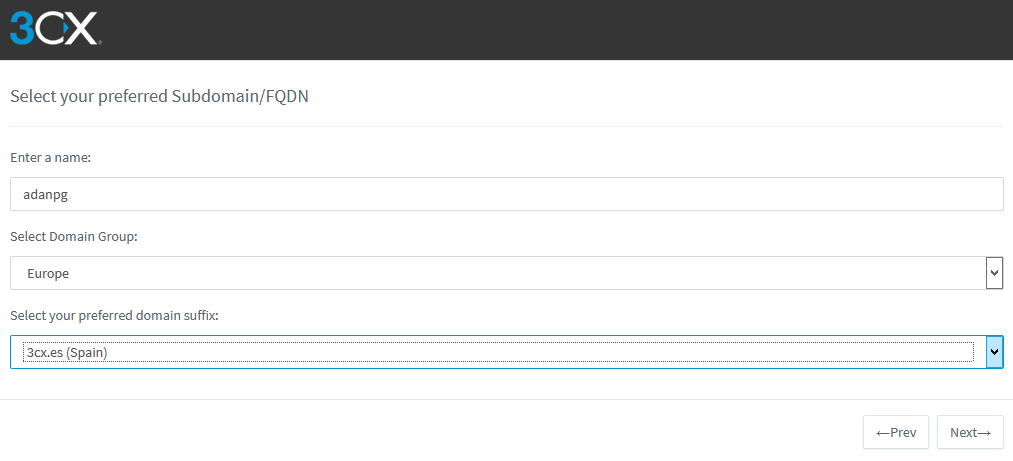 3CX
Select your preferred Subdomain/FQDN
Enter a name:
adanpg
Select Domain Group:
Europe
Select your preferred domain suffix:
3cx.es (Spain)
←Prev Next→